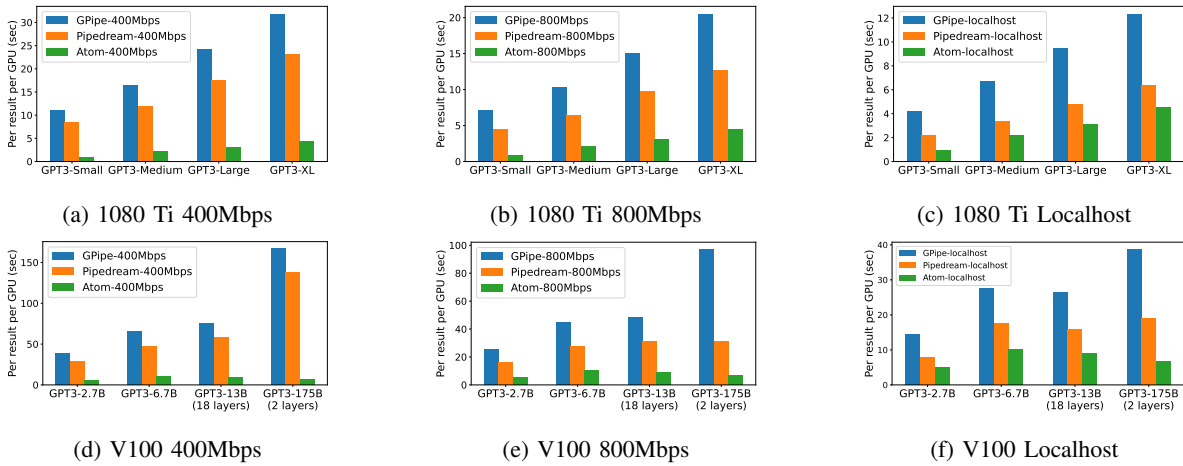 Per result per GPU (sec)
30
25
20
15
10
5
0
GPipe-400Mbps
Pipedream-400Mbps
Atom-400Mbps
GPT3-Small GPT3-Medium GPT3-Large GPT3-XL
(a) 1080 Ti 400Mbps
Per result per GPU (sec)
20
15
10
5
0
GPipe-800Mbps
Pipedream-800Mbps
Atom-800Mbps
GPT3-Small GPT3-Medium GPT3-Large GPT3-XL
(b) 1080 Ti 800Mbps
Per result per GPU (sec)
12
10
8
6
4
2
0
GPipe-localhost
Pipedream-localhost
Atom-localhost
GPT3-Small GPT3-Medium GPT3-Large GPT3-XL
(c) 1080 Ti Localhost
Per result per GPU (sec)
150
100
50
0
GPipe-400Mbps
Pipedream-400Mbps
Atom-400Mbps
GPT3-2.7B GPT3-6.7B GPT3-13B GPT3-175B
(18 layers) (2 layers)
(d) V100 400Mbps
Per result per GPU (sec)
100
80
60
40
20
0
GPipe-800Mbps
Pipedream-800Mbps
Atom-800Mbps
GPT3-2.7B GPT3-6.7B GPT3-13B GPT3-175B
(18 layers) (2 layers)
(e) V100 800Mbps
Per result per GPU (sec)
40
30
20
10
0
GPipe-localhost
Pipedream-localhost
Atom-localhost
GPT3-2.7B GPT3-6.7B GPT3-13B GPT3-175B
(18 layers) (2 layers)
(f) V100 Localhost